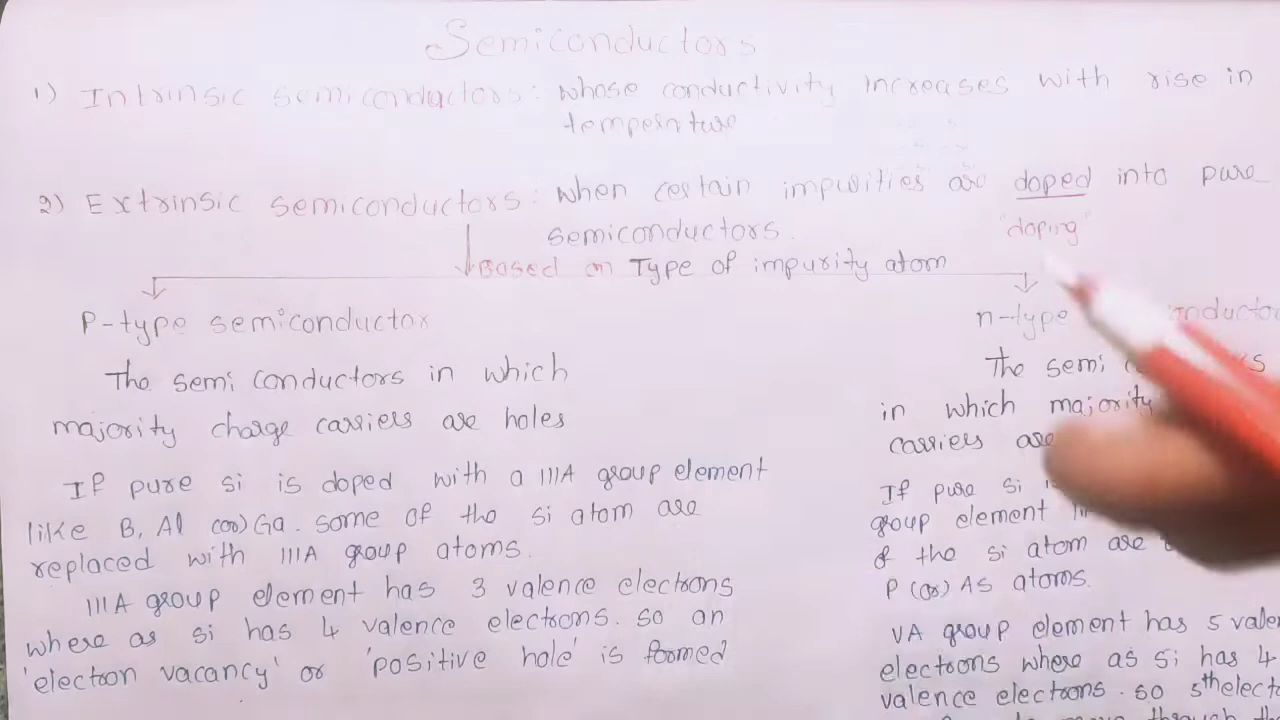 Semiconductors
1) Intrinsic semiconductors: whose conductivity increases with rise in
temperature
2) Extrinsic semiconductors: when certain impurities are doped into pure
semiconductors.
"doping"
Based on Type of impurity atom
P-type semiconductor
The semi conductors in which
majority charge carriers are holes
If pure si is doped with a IIIA group element
like B, Al (or) Ga. some of the si atom are
replaced with IIIA group atoms.
IIIA group element has 3 valence electrons
where as si has 4 valence electrons. so an
'electron vacancy' or 'positive hole' is formed
n-type
The semi
in which majority
carriers are
If pure si
group element
of the si atom are
P (or) As atoms.
VA group element has 5
electrons where as si has 4
valence electrons. so 5th